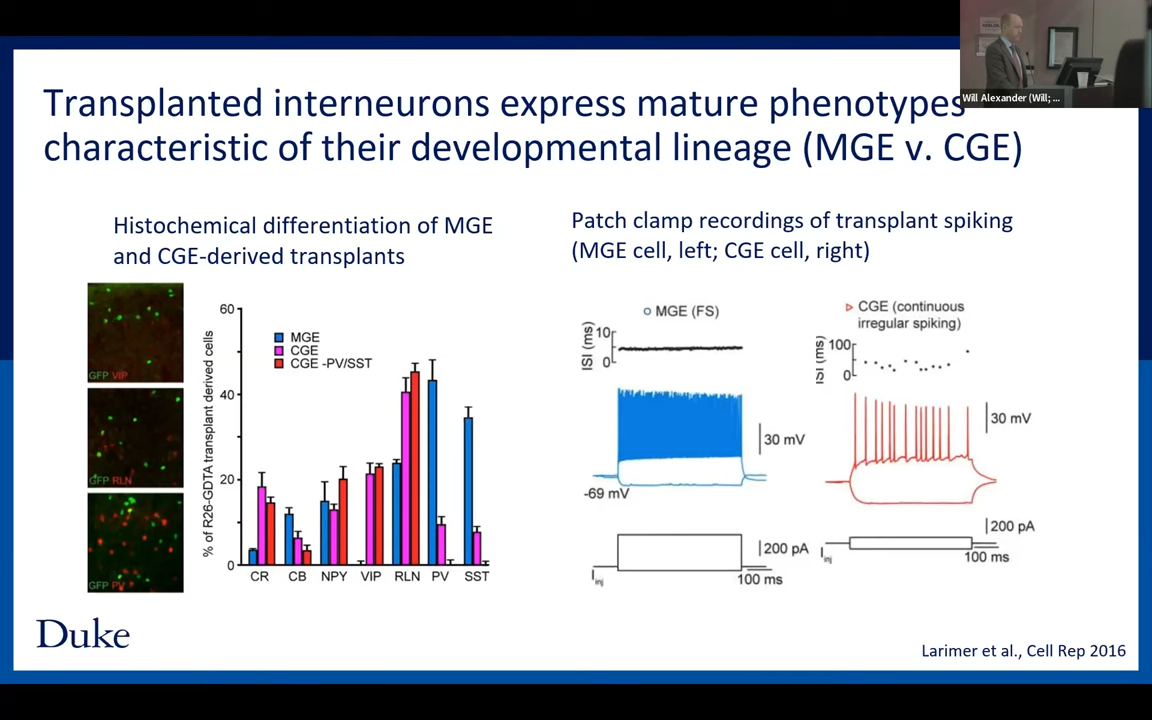 Will Alexander (Will; ...
Transplanted interneurons express mature phenotypes
characteristic of their developmental lineage (MGE v. CGE)
Histochemical differentiation of MGE
and CGE-derived transplants
GFP VIP
GFP RLN
GFP PV
% of R26-GDTA transplant derived cells
60
40
20
0
MGE
CGE
CGE -PV/SST
CR CB NPY VIP RLN PV SST
Patch clamp recordings of transplant spiking
(MGE cell, left; CGE cell, right)
MGE (FS)
ISI (ms)
10
0
30 mV
-69 mV
200 pA
Iinj
100 ms
CGE (continuous
irregular spiking)
ISI (ms)
100
0
30 mV
200 pA
Iinj
100 ms
Duke
Larimer et al., Cell Rep 2016